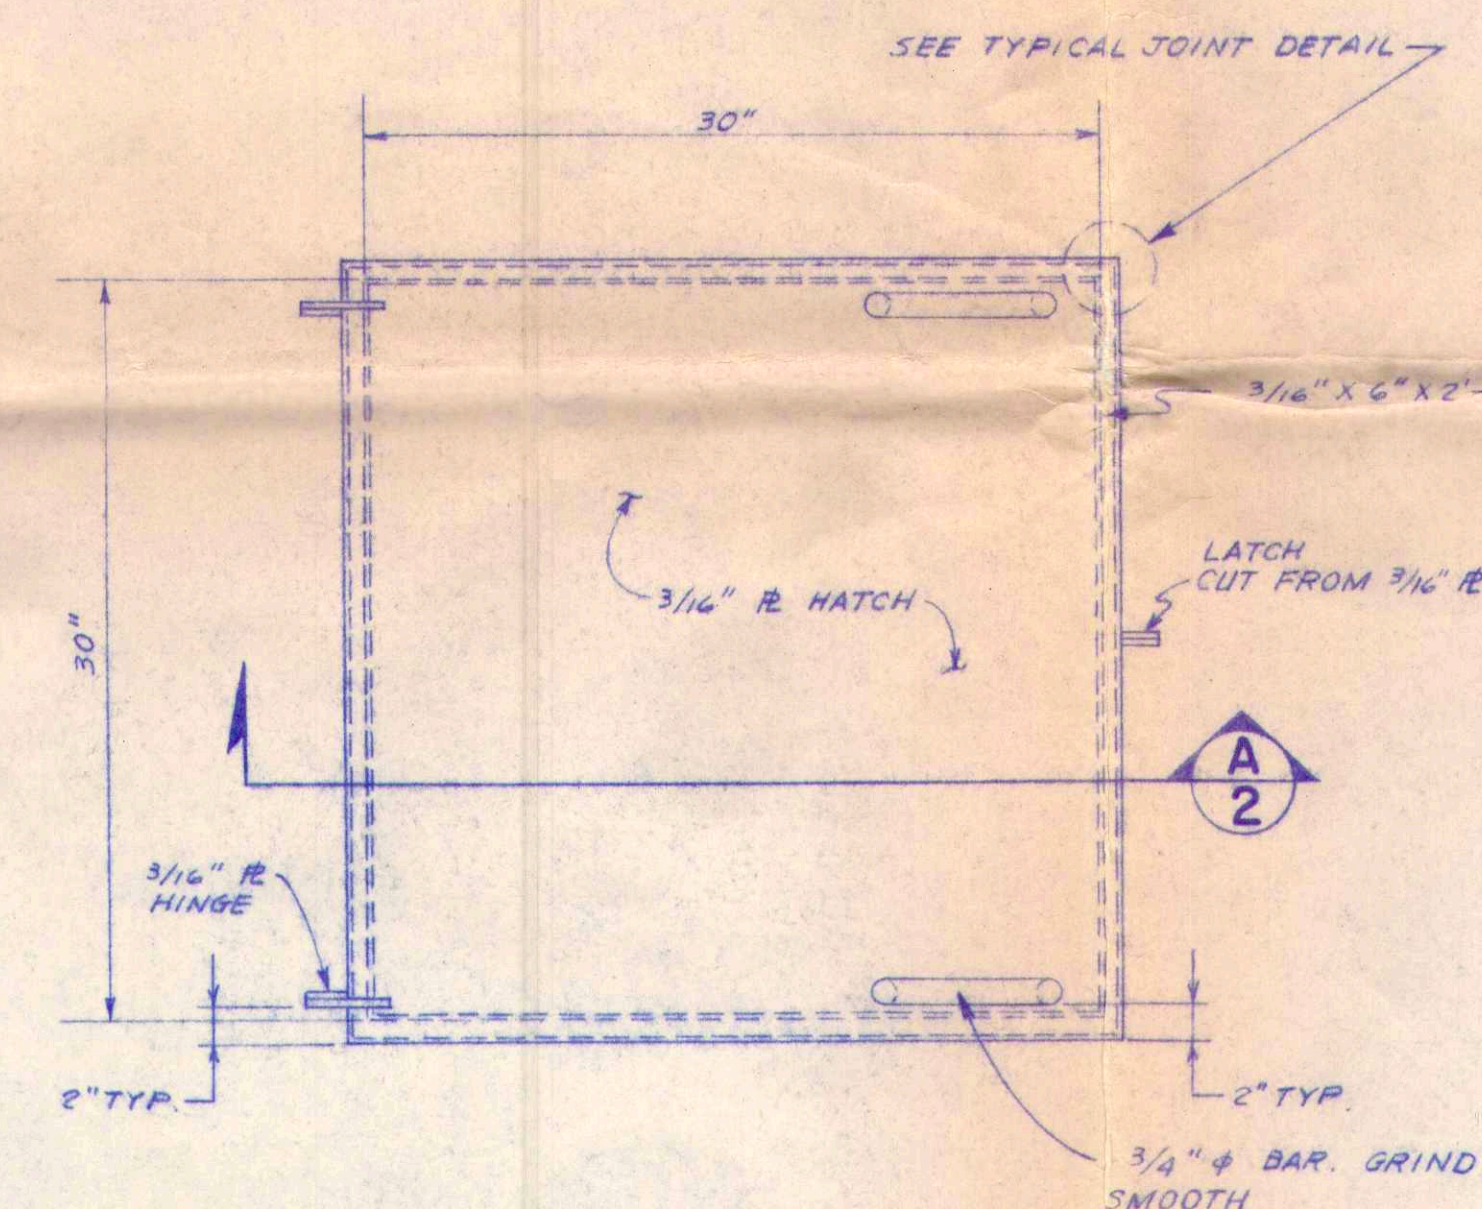 SEE TYPICAL JOINT DETAIL
30"
3/16" X 6" X 2'-
LATCH
CUT FROM 3/16" ⅊
3/16" ⅊ HATCH
30"
A
2
3/16" ⅊
HINGE
2" TYP.
2" TYP.
3/4" ϕ BAR. GRIND
SMOOTH